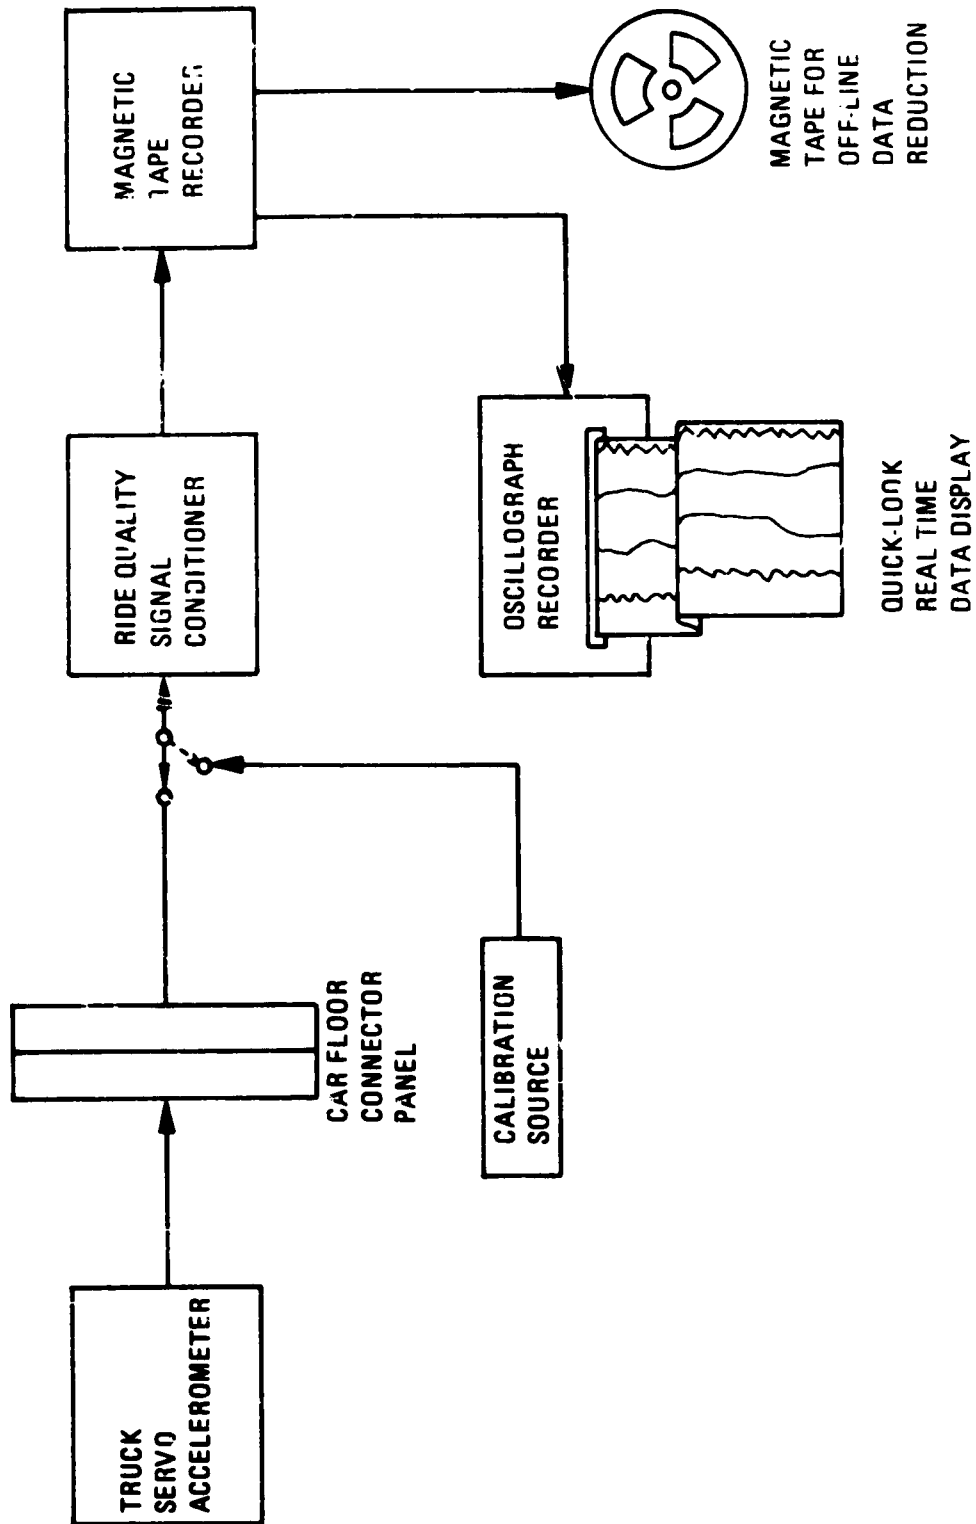 TRUCK
SERVO
ACCELEROMETER
CAR FLOOR
CONNECTOR
PANEL
CALIBRATION
SOURCE
RIDE QUALITY
SIGNAL
CONDITIONER
MAGNETIC
TAPE
RECORDER
OSCILLOGRAPH
RECORDER
QUICK-LOOK
REAL TIME
DATA DISPLAY
MAGNETIC
TAPE FOR
OFF-LINE
DATA
REDUCTION